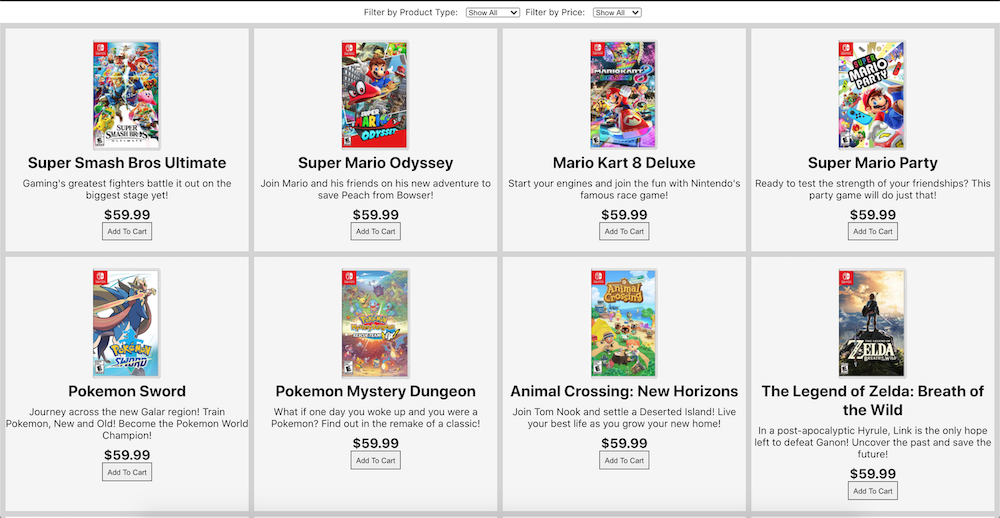 Filter by Product Type: Show All Filter by Price: Show All
SUPER SMASH BROS. ULTIMATE
SUPER MARIO ODYSSEY
MARIO KART 8 DELUXE
SUPER MARIO PARTY
Super Smash Bros Ultimate
Gaming's greatest fighters battle it out on the
biggest stage yet!
$59.99
Add To Cart
Super Mario Odyssey
Join Mario and his friends on his new adventure to
save Peach from Bowser!
$59.99
Add To Cart
Mario Kart 8 Deluxe
Start your engines and join the fun with Nintendo's
famous race game!
$59.99
Add To Cart
Super Mario Party
Ready to test the strength of your friendships? This
party game will do just that!
$59.99
Add To Cart
POKéMON SWORD
Animal Crossing
THE LEGEND OF ZELDA BREATH OF THE WILD
Pokemon Sword
Journey across the new Galar region! Train
Pokemon, New and Old! Become the Pokemon World
Champion!
$59.99
Add To Cart
Pokemon Mystery Dungeon
What if one day you woke up and you were a
Pokemon? Find out in the remake of a classic!
$59.99
Add To Cart
Animal Crossing: New Horizons
Join Tom Nook and settle a Deserted Island! Live
your best life as you grow your new home!
$59.99
Add To Cart
The Legend of Zelda: Breath of
the Wild
In a post-apocalyptic Hyrule, Link is the only hope
left to defeat Ganon! Uncover the past and save the
future!
$59.99
Add To Cart